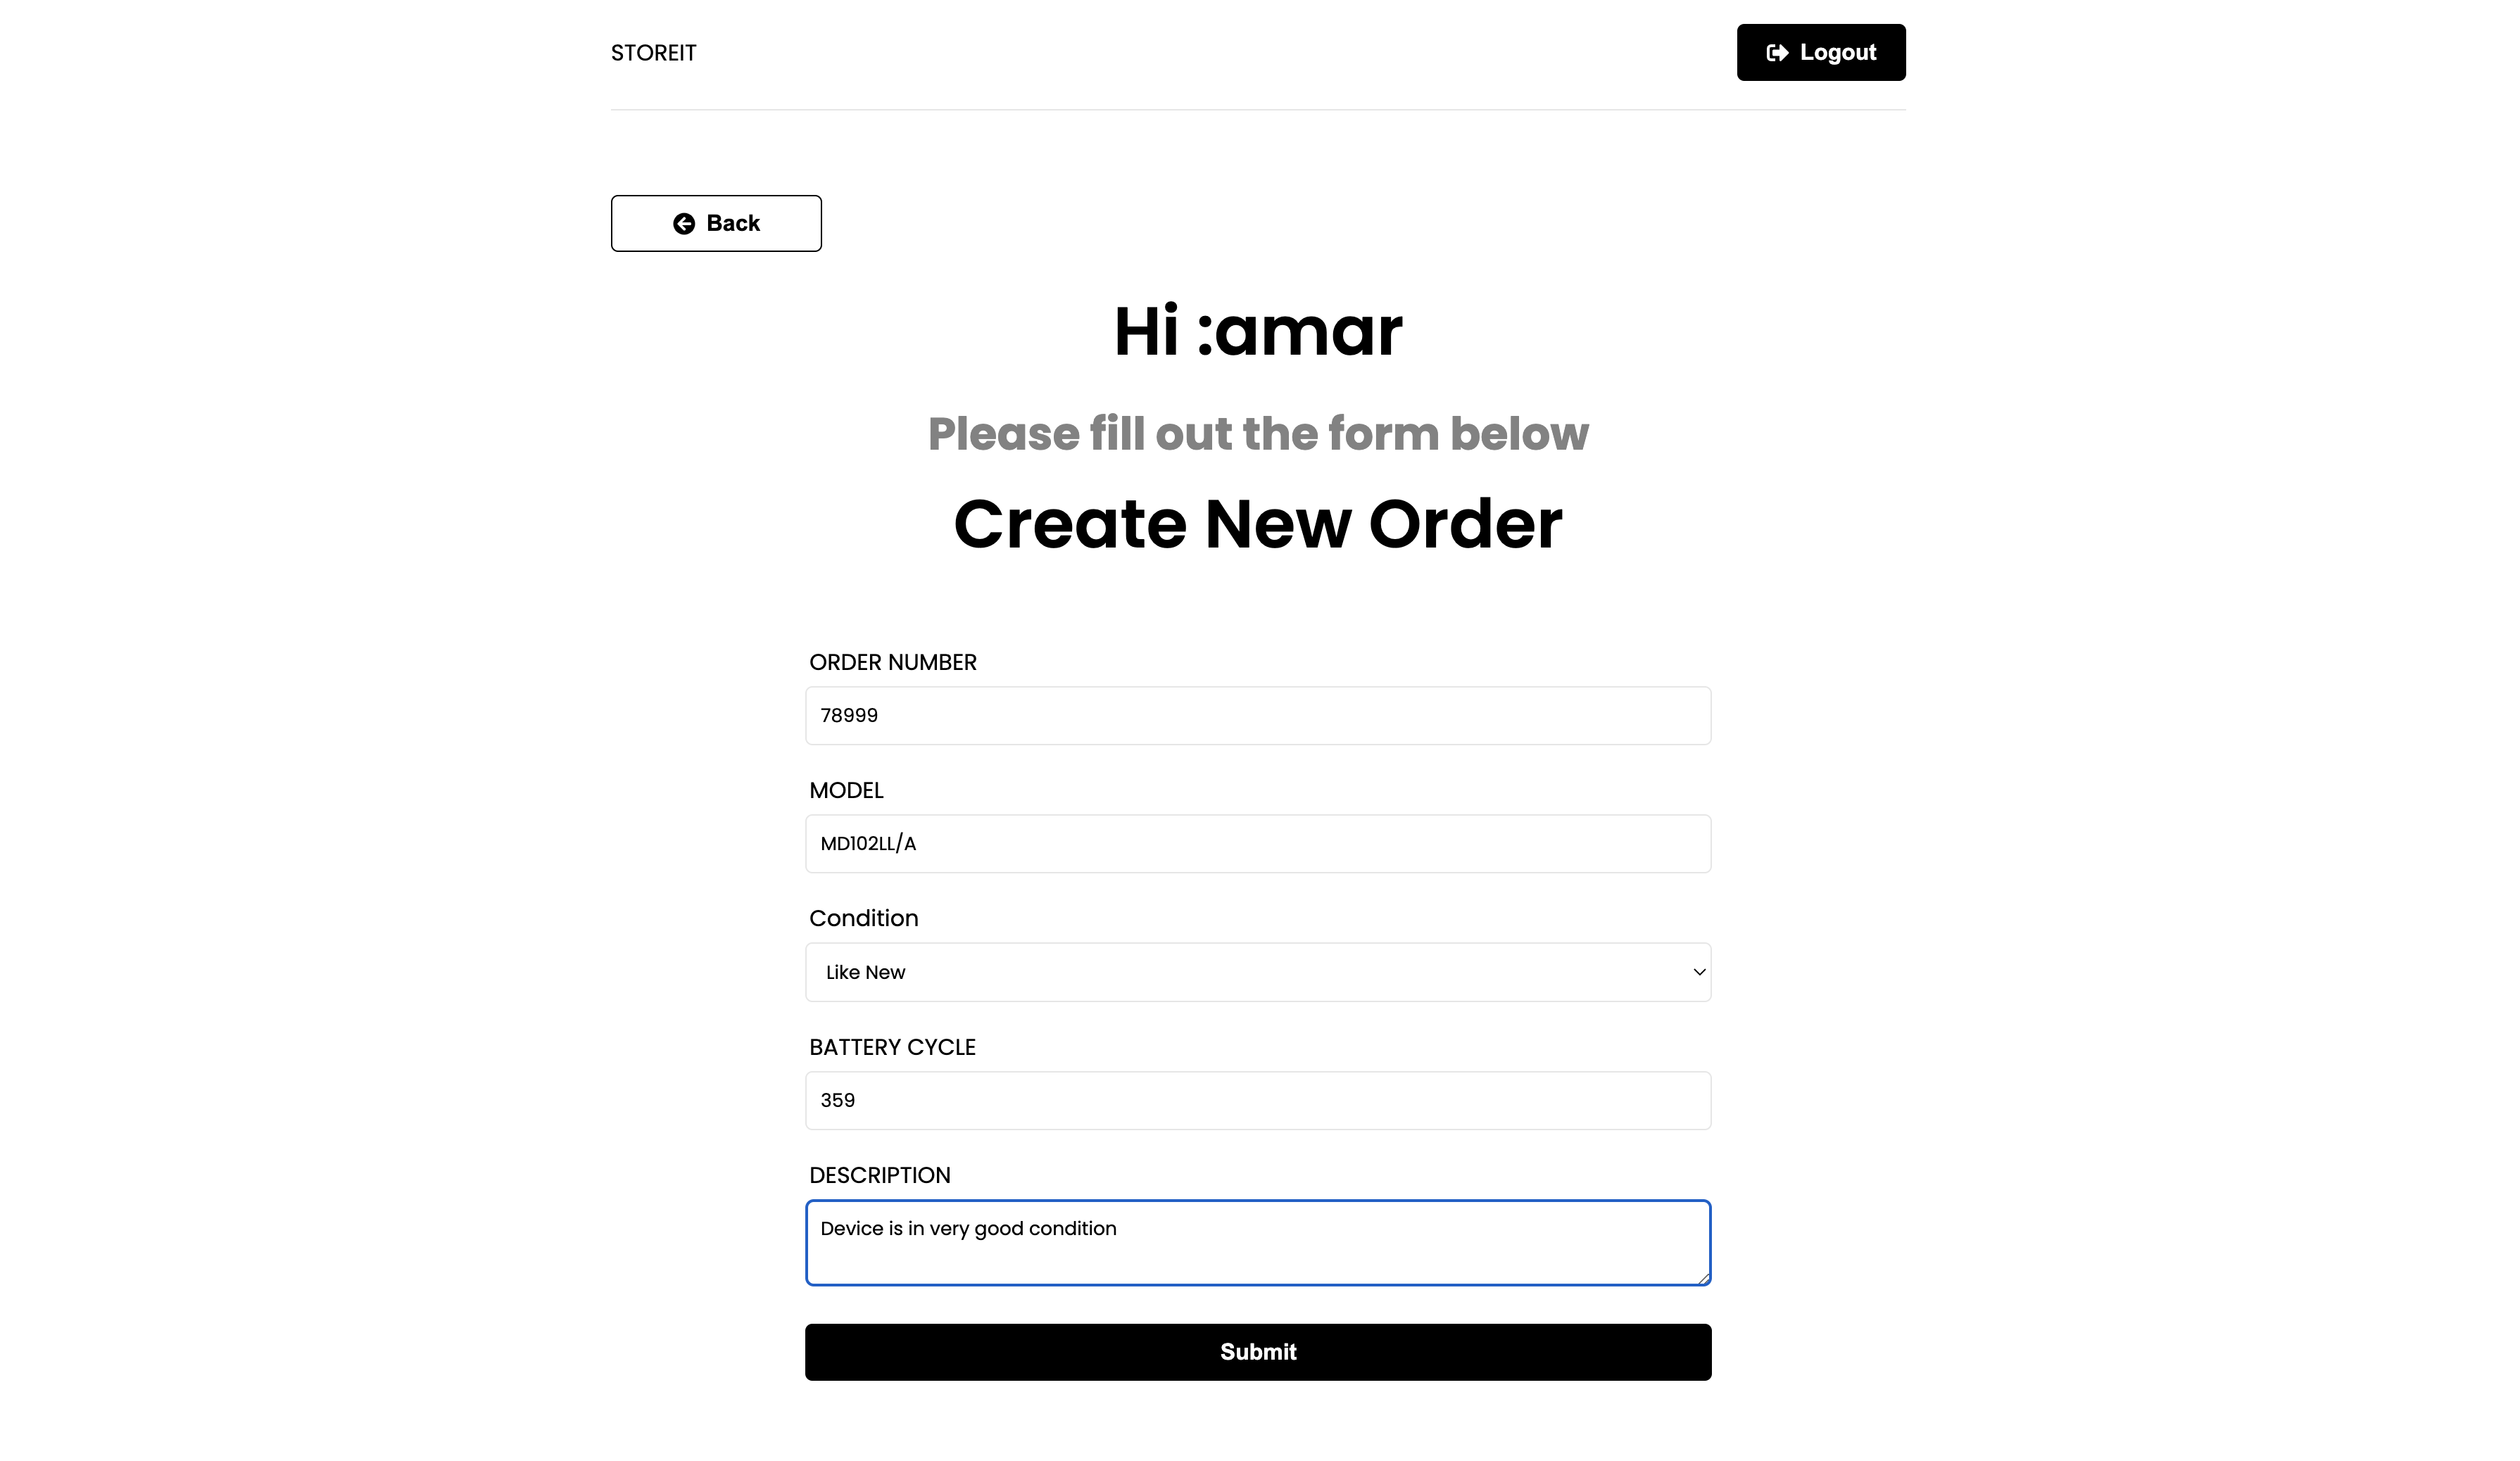 STOREIT
Logout
Back
Hi :amar
Please fill out the form below
Create New Order
ORDER NUMBER
78999
MODEL
MD102LL/A
Condition
Like New
BATTERY CYCLE
359
DESCRIPTION
Device is in very good condition
Submit